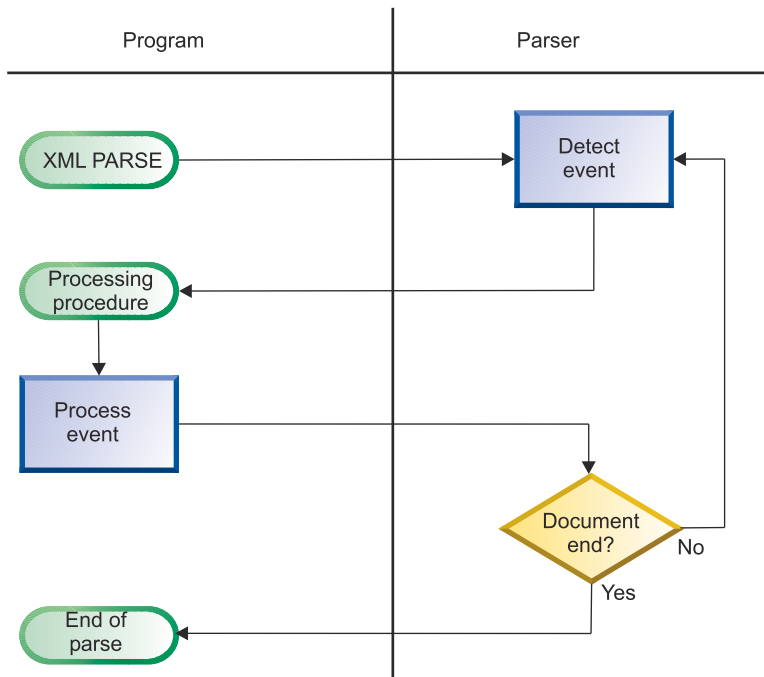 Program
Parser
XML PARSE
Detect
event
Processing
procedure
Process
event
Document
end?
No
Yes
End of
parse